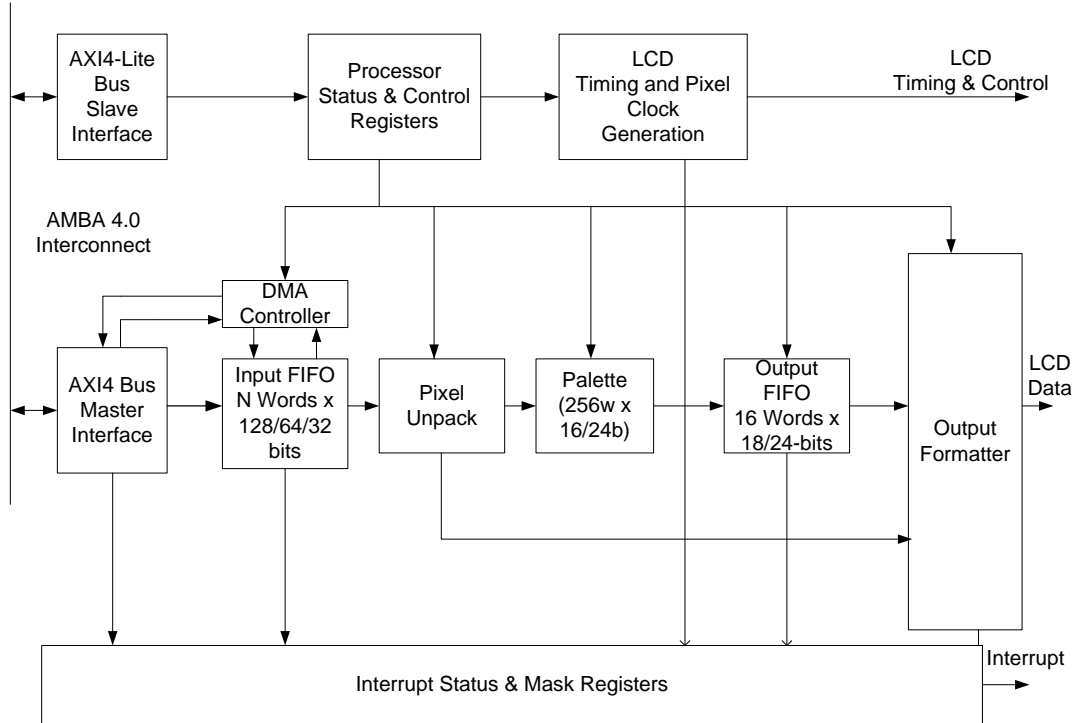 AXI4-Lite
Bus
Slave
Interface
Processor
Status & Control
Registers
LCD
Timing and Pixel
Clock
Generation
LCD
Timing & Control
AMBA 4.0
Interconnect
DMA
Controller
AXI4 Bus
Master
Interface
Input FIFO
N Words x
128/64/32
bits
Pixel
Unpack
Palette
(256w x
16/24b)
Output
FIFO
16 Words x
18/24-bits
Output
Formatter
LCD
Data
Interrupt Status & Mask Registers
Interrupt